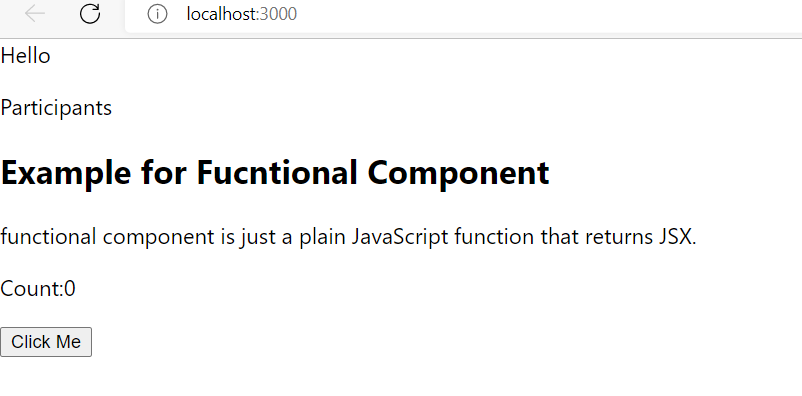 localhost:3000
Hello
Participants
Example for Fucntional Component
functional component is just a plain JavaScript function that returns JSX.
Count:0
Click Me